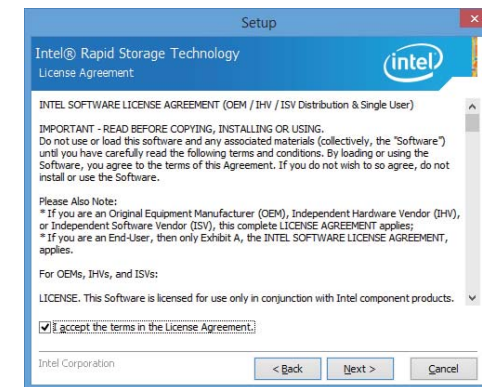 Setup
Intel® Rapid Storage Technology
License Agreement
intel
INTEL SOFTWARE LICENSE AGREEMENT (OEM / IHV / ISV Distribution & Single User)
IMPORTANT - READ BEFORE COPYING, INSTALLING OR USING.
Do not use or load this software and any associated materials (collectively, the "Software")
until you have carefully read the following terms and conditions. By loading or using the
Software, you agree to the terms of this Agreement. If you do not wish to so agree, do not
install or use the Software.
Please Also Note:
* If you are an Original Equipment Manufacturer (OEM), Independent Hardware Vendor (IHV),
or Independent Software Vendor (ISV), this complete LICENSE AGREEMENT applies;
* If you are an End-User, then only Exhibit A, the INTEL SOFTWARE LICENSE AGREEMENT,
applies.
For OEMs, IHVs, and ISVs:
LICENSE. This Software is licensed for use only in conjunction with Intel component products.
I accept the terms in the License Agreement.
Intel Corporation
< Back
Next >
Cancel